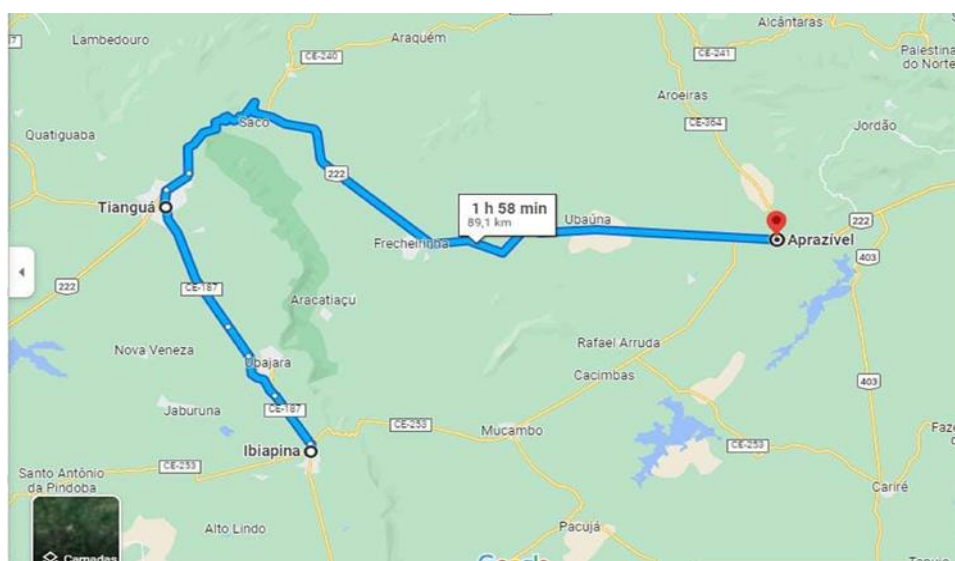 Lambedouro
Araquém
Alcântaras
CE-240
CE-241
Palestina
do Norte
Aroeiras
Saco
Quatiguaba
CE-364
Jordão
222
Tianguá
1 h 58 min
89,1 km
Ubaúna
222
Frecheirinha
Aprazível
403
CE-187
222
Aracatiaçu
Nova Veneza
Rafael Arruda
Ubajara
Cacimbas
403
Jaburuna
CE-187
CE-253
Mucambo
Ibiapina
CE-253
CE-253
Santo Antônio
da Pindoba
Cariré
Alto Lindo
Pacujá
Camadas
Google